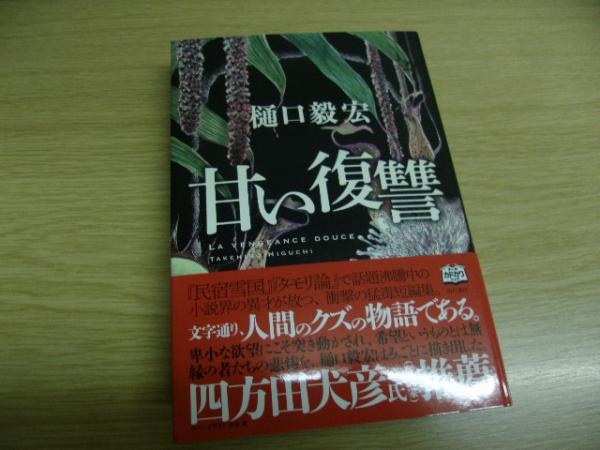 樋口毅宏
甘い復讐
LA VENGEANCE DOUCE
TAKEHIRO HIGUCHI
『民宿雪国』『タモリ論』で話題沸騰中の
小説界の異才が放つ、衝撃の猛毒短編集。
文字通り、人間のクズの物語である。
卑小な欲望にこそ突き動かされ、希望というものとは無
縁の者たちの悲傷を、樋口毅宏はみごとに描き出した。
四方田犬彦氏推薦